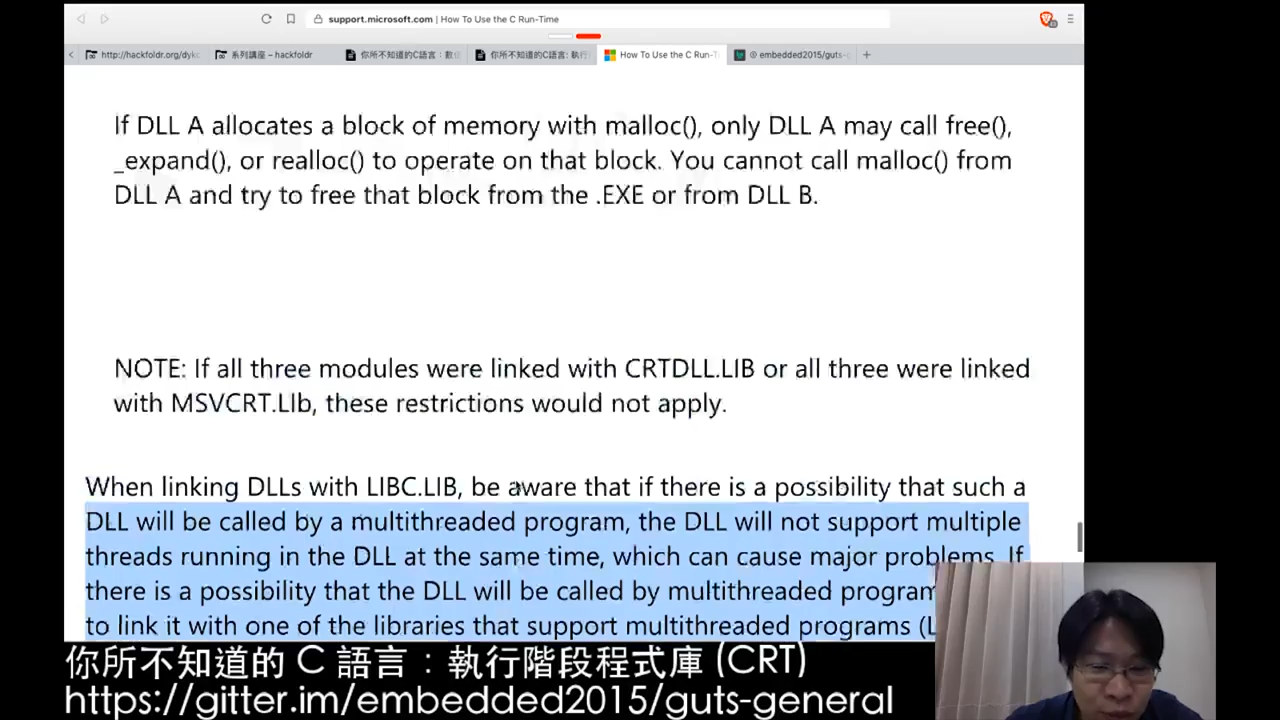 support.microsoft.com | How To Use the C Run-Time
http://hackfoldr.org/dykc
系列講座 – hackfoldr
你所不知道的C語言：數
你所不知道的C語言: 執行
How To Use the C Run-T
embedded2015/guts-g
If DLL A allocates a block of memory with malloc(), only DLL A may call free(),
_expand(), or realloc() to operate on that block. You cannot call malloc() from
DLL A and try to free that block from the .EXE or from DLL B.
NOTE: If all three modules were linked with CRTDLL.LIB or all three were linked
with MSVCRT.LIb, these restrictions would not apply.
When linking DLLs with LIBC.LIB, be aware that if there is a possibility that such a
DLL will be called by a multithreaded program, the DLL will not support multiple
threads running in the DLL at the same time, which can cause major problems. If
there is a possibility that the DLL will be called by multithreaded program
to link it with one of the libraries that support multithreaded programs (L
你所不知道的 C 語言：執行階段程式庫 (CRT)
https://gitter.im/embedded2015/guts-general